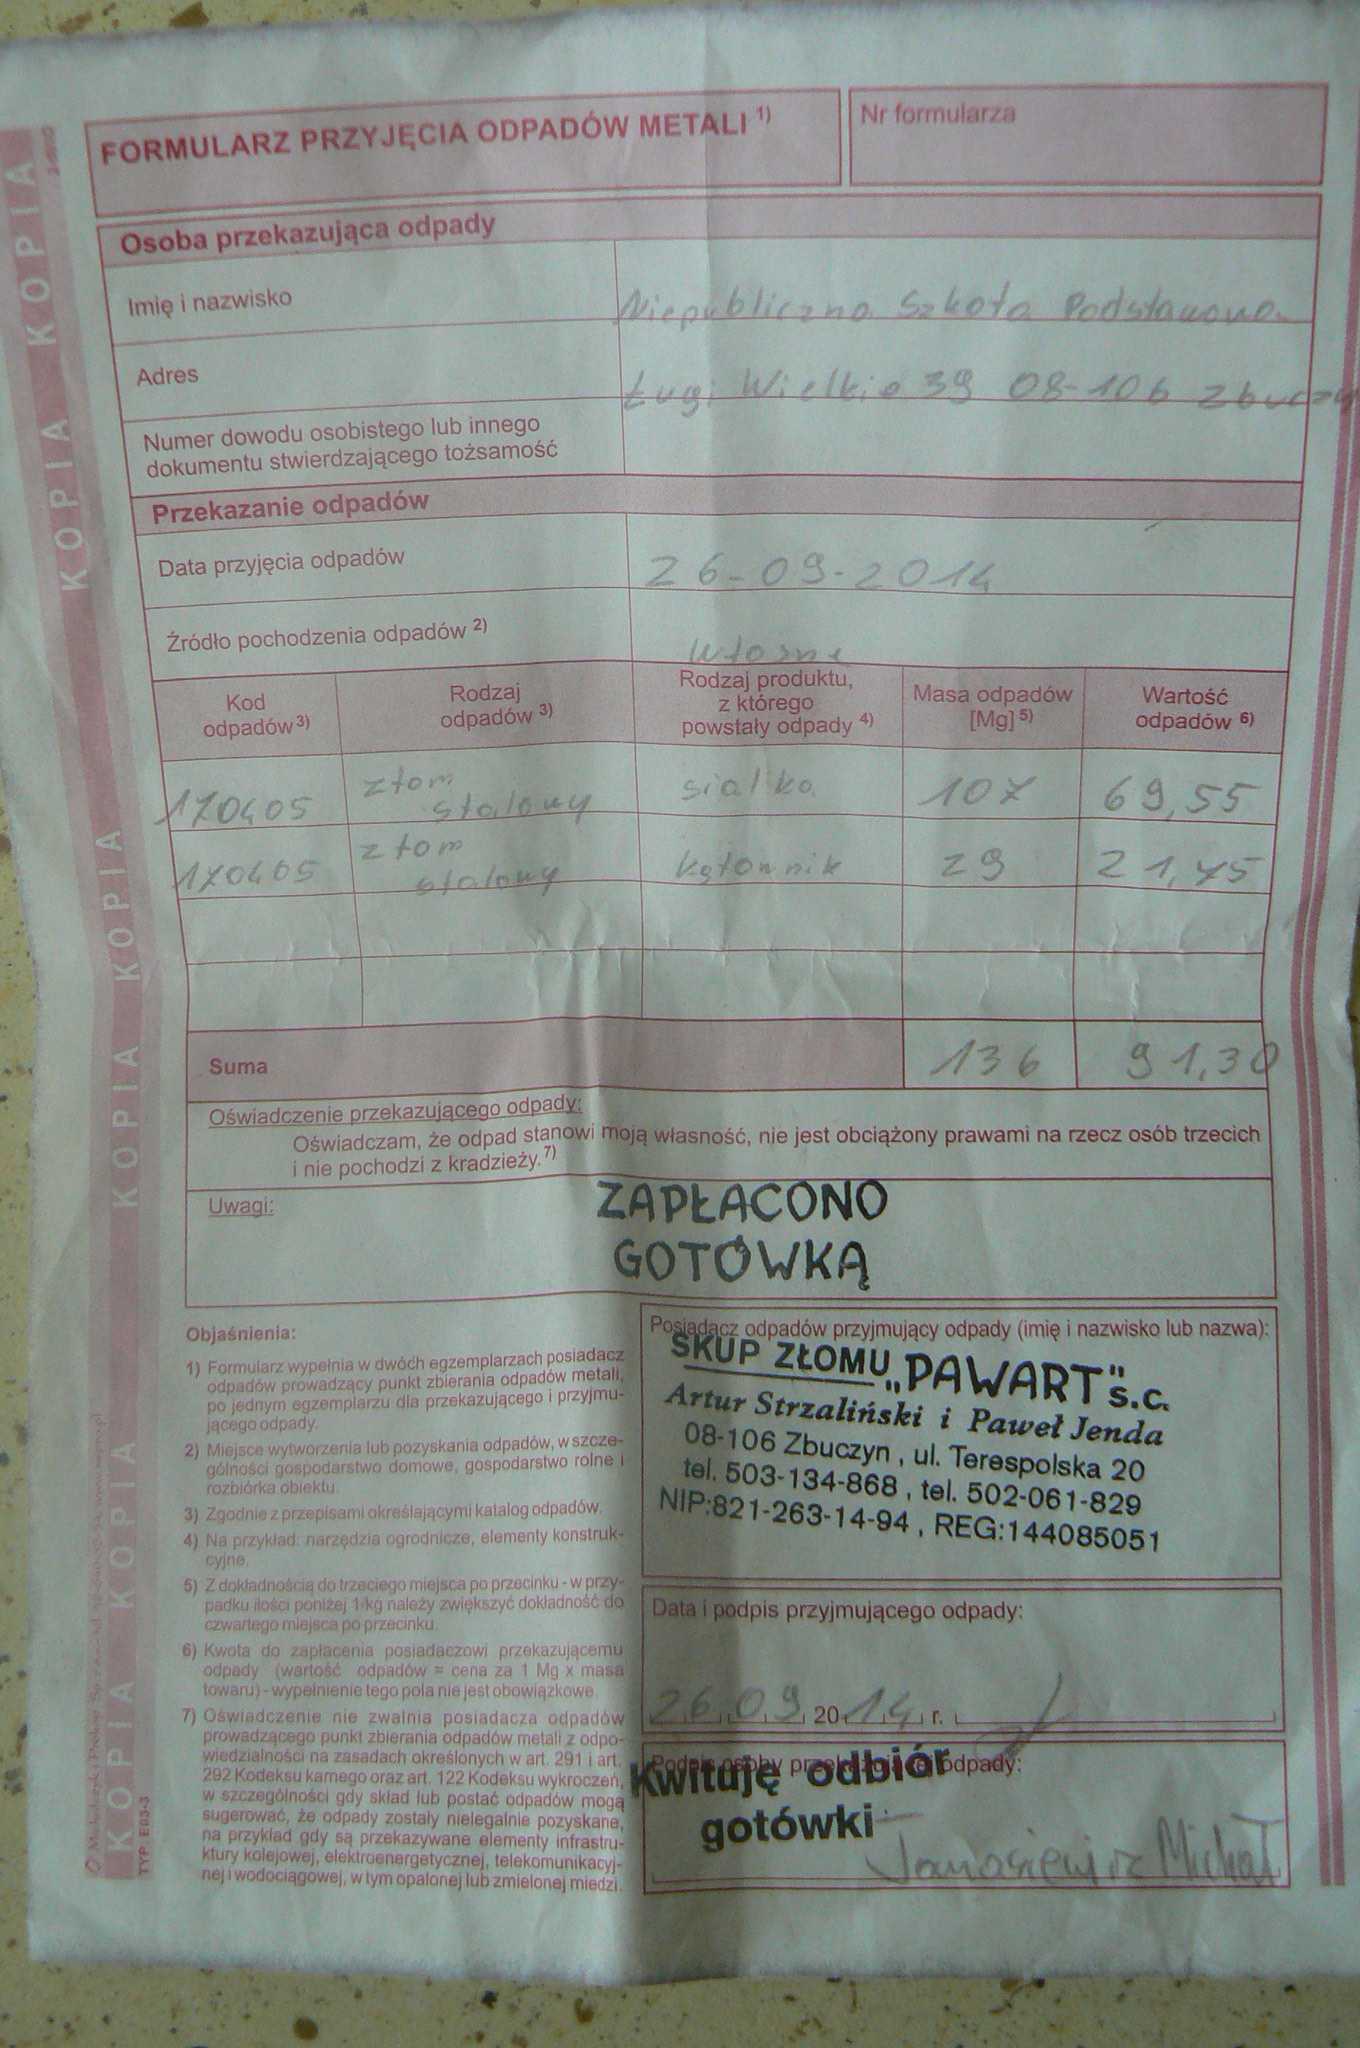 FORMULARZ PRZYJĘCIA ODPADÓW METALI 1)
Nr formularza
Osoba przekazująca odpady
Imię i nazwisko
Niepubliczna Szkoła Podstawowa
Adres
Ługi Wielkie 39 08-106 Zbuczyn
Numer dowodu osobistego lub innego
dokumentu stwierdzającego tożsamość
Przekazanie odpadów
Data przyjęcia odpadów
26-09-2014
Źródło pochodzenia odpadów 2)
własne
Kod odpadów 3)
Rodzaj odpadów 3)
Rodzaj produktu, z którego powstały odpady 4)
Masa odpadów [Mg] 5)
Wartość odpadów 6)
170405 złom stalowy siatka 107 69,55
170405 złom stalowy kątownik 29 21,75
Suma 136 91,30
Oświadczenie przekazującego odpady:
Oświadczam, że odpad stanowi moją własność, nie jest obciążony prawami na rzecz osób trzecich
i nie pochodzi z kradzieży. 7)
Uwagi:
ZAPŁACONO
GOTÓWKĄ
Objaśnienia:
1) Formularz wypełnia w dwóch egzemplarzach posiadacz
odpadów prowadzący punkt zbierania odpadów metali,
po jednym egzemplarzu dla przekazującego i przyjmu-
jącego odpady.
2) Miejsce wytworzenia lub pozyskania odpadów, w szcze-
gólności gospodarstwo domowe, gospodarstwo rolne i
rozbiórka obiektu.
3) Zgodnie z przepisami określającymi katalog odpadów.
4) Na przykład: narzędzia ogrodnicze, elementy konstruk-
cyjne.
5) Z dokładnością do trzeciego miejsca po przecinku - w przy-
padku ilości poniżej 1 kg należy zwiększyć dokładność do
czwartego miejsca po przecinku.
6) Kwota do zapłacenia posiadaczowi przekazującemu
odpady (wartość odpadów = cena za 1 Mg x masa
towaru) - wypełnienie tego pola nie jest obowiązkowe.
7) Oświadczenie nie zwalnia posiadacza odpadów
prowadzącego punkt zbierania odpadów metali z odpo-
wiedzialności na zasadach określonych w art. 291 i art.
292 Kodeksu karnego oraz art. 122 Kodeksu wykroczeń,
w szczególności gdy skład lub postać odpadów mogą
sugerować, że odpady zostały nielegalnie pozyskane,
na przykład gdy są przekazywane elementy infrastru-
ktury kolejowej, elektroenergetycznej, telekomunikacyj-
nej i wodociągowej, w tym opalonej lub zmielonej miedzi.
Posiadacz odpadów przyjmujący odpady (imię i nazwisko lub nazwa):
SKUP ZŁOMU „PAWART" s.c.
Artur Strzaliński i Paweł Jenda
08-106 Zbuczyn, ul. Terespolska 20
tel. 503-134-868, tel. 502-061-829
NIP:821-263-14-94, REG:144085051
Data i podpis przyjmującego odpady:
26.09.2014 r.
Podpis osoby przekazującej odpady:
Kwituję odbiór
gotówki
Michał
KOPIA KOPIA KOPIA KOPIA KOPIA KOPIA KOPIA KOPIA
TYP: EB3-3